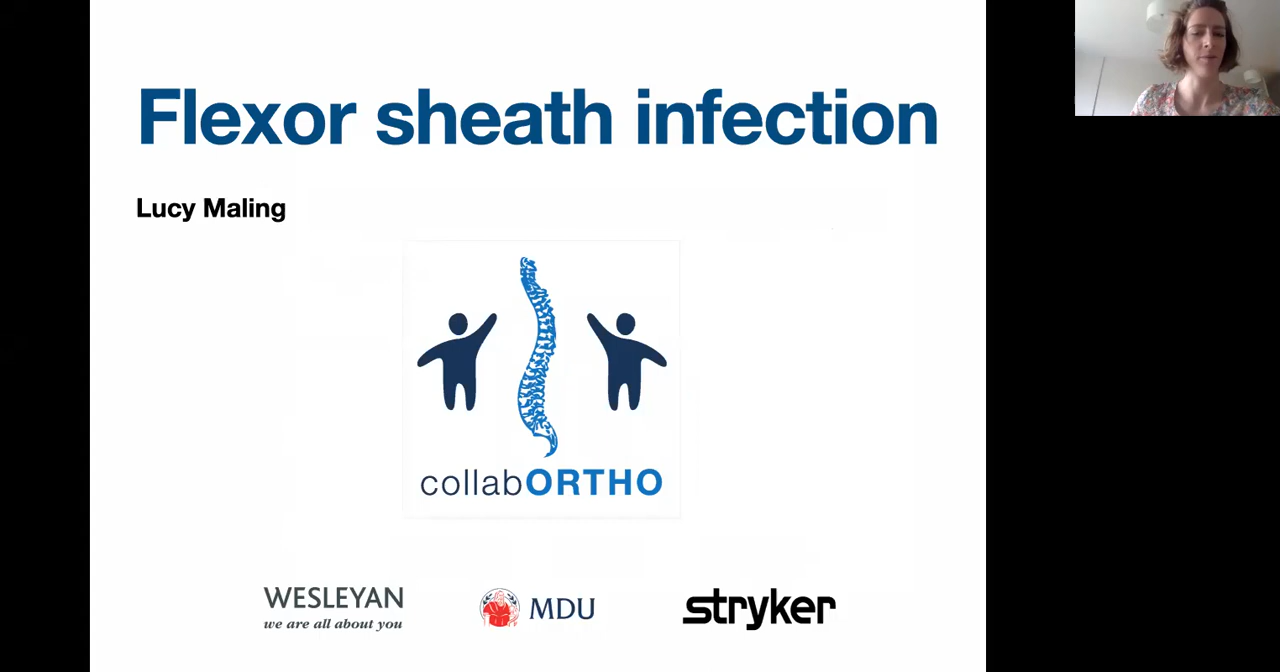 Flexor sheath infection
Lucy Maling
collabORTHO
WESLEYAN
we are all about you
MDU
stryker